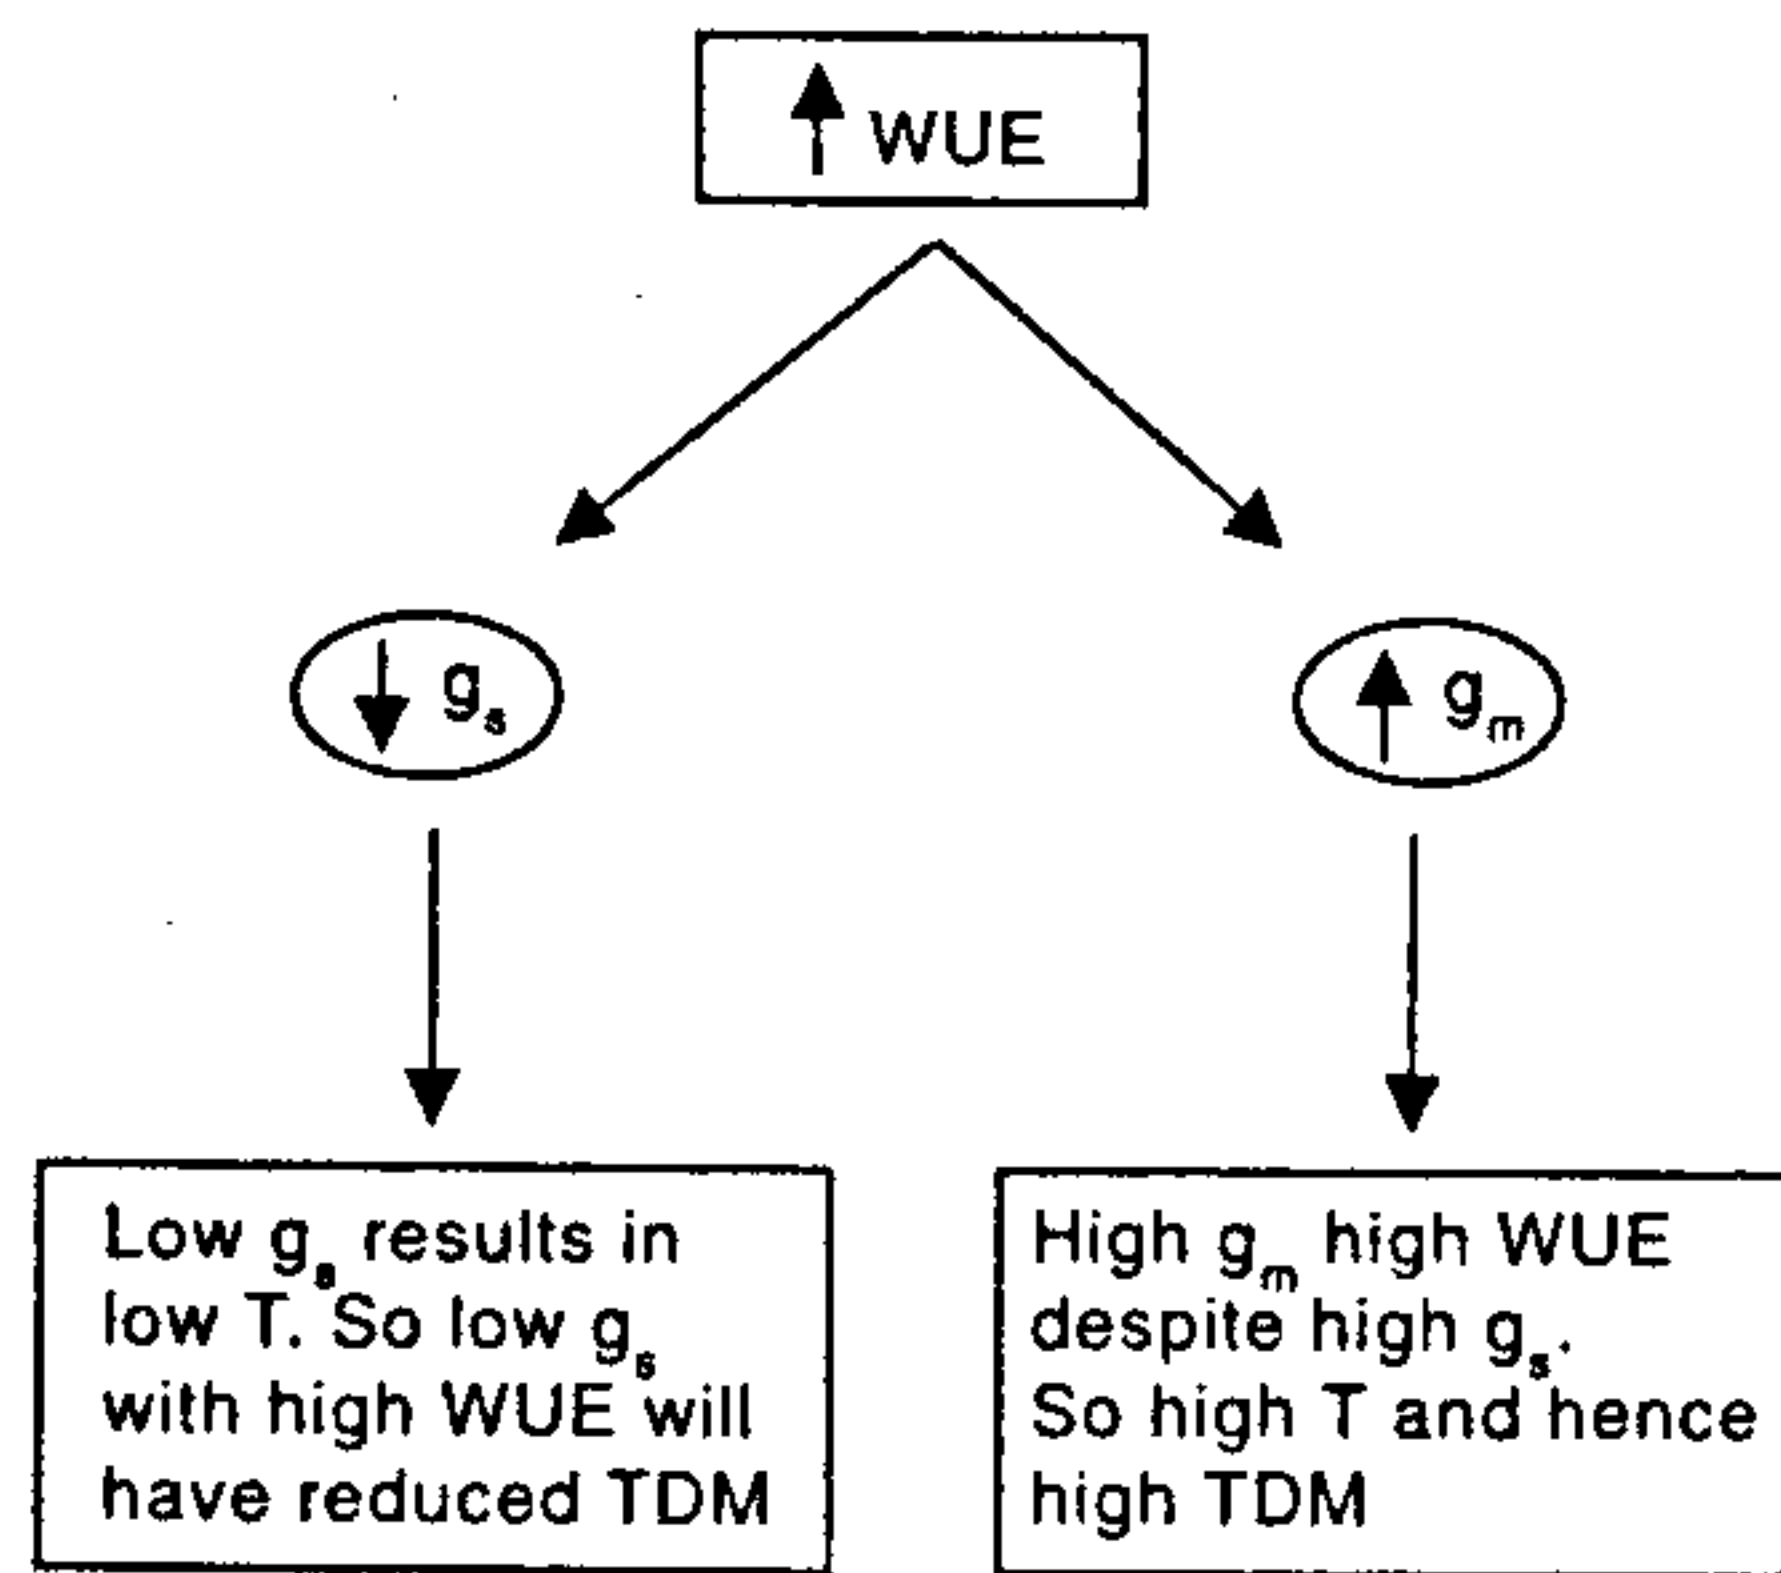 ↑ WUE
↓ gₛ
↑ gₘ
Low gₛ results in
low T. So low gₛ
with high WUE will
have reduced TDM
High gₘ high WUE
despite high gₛ.
So high T and hence
high TDM